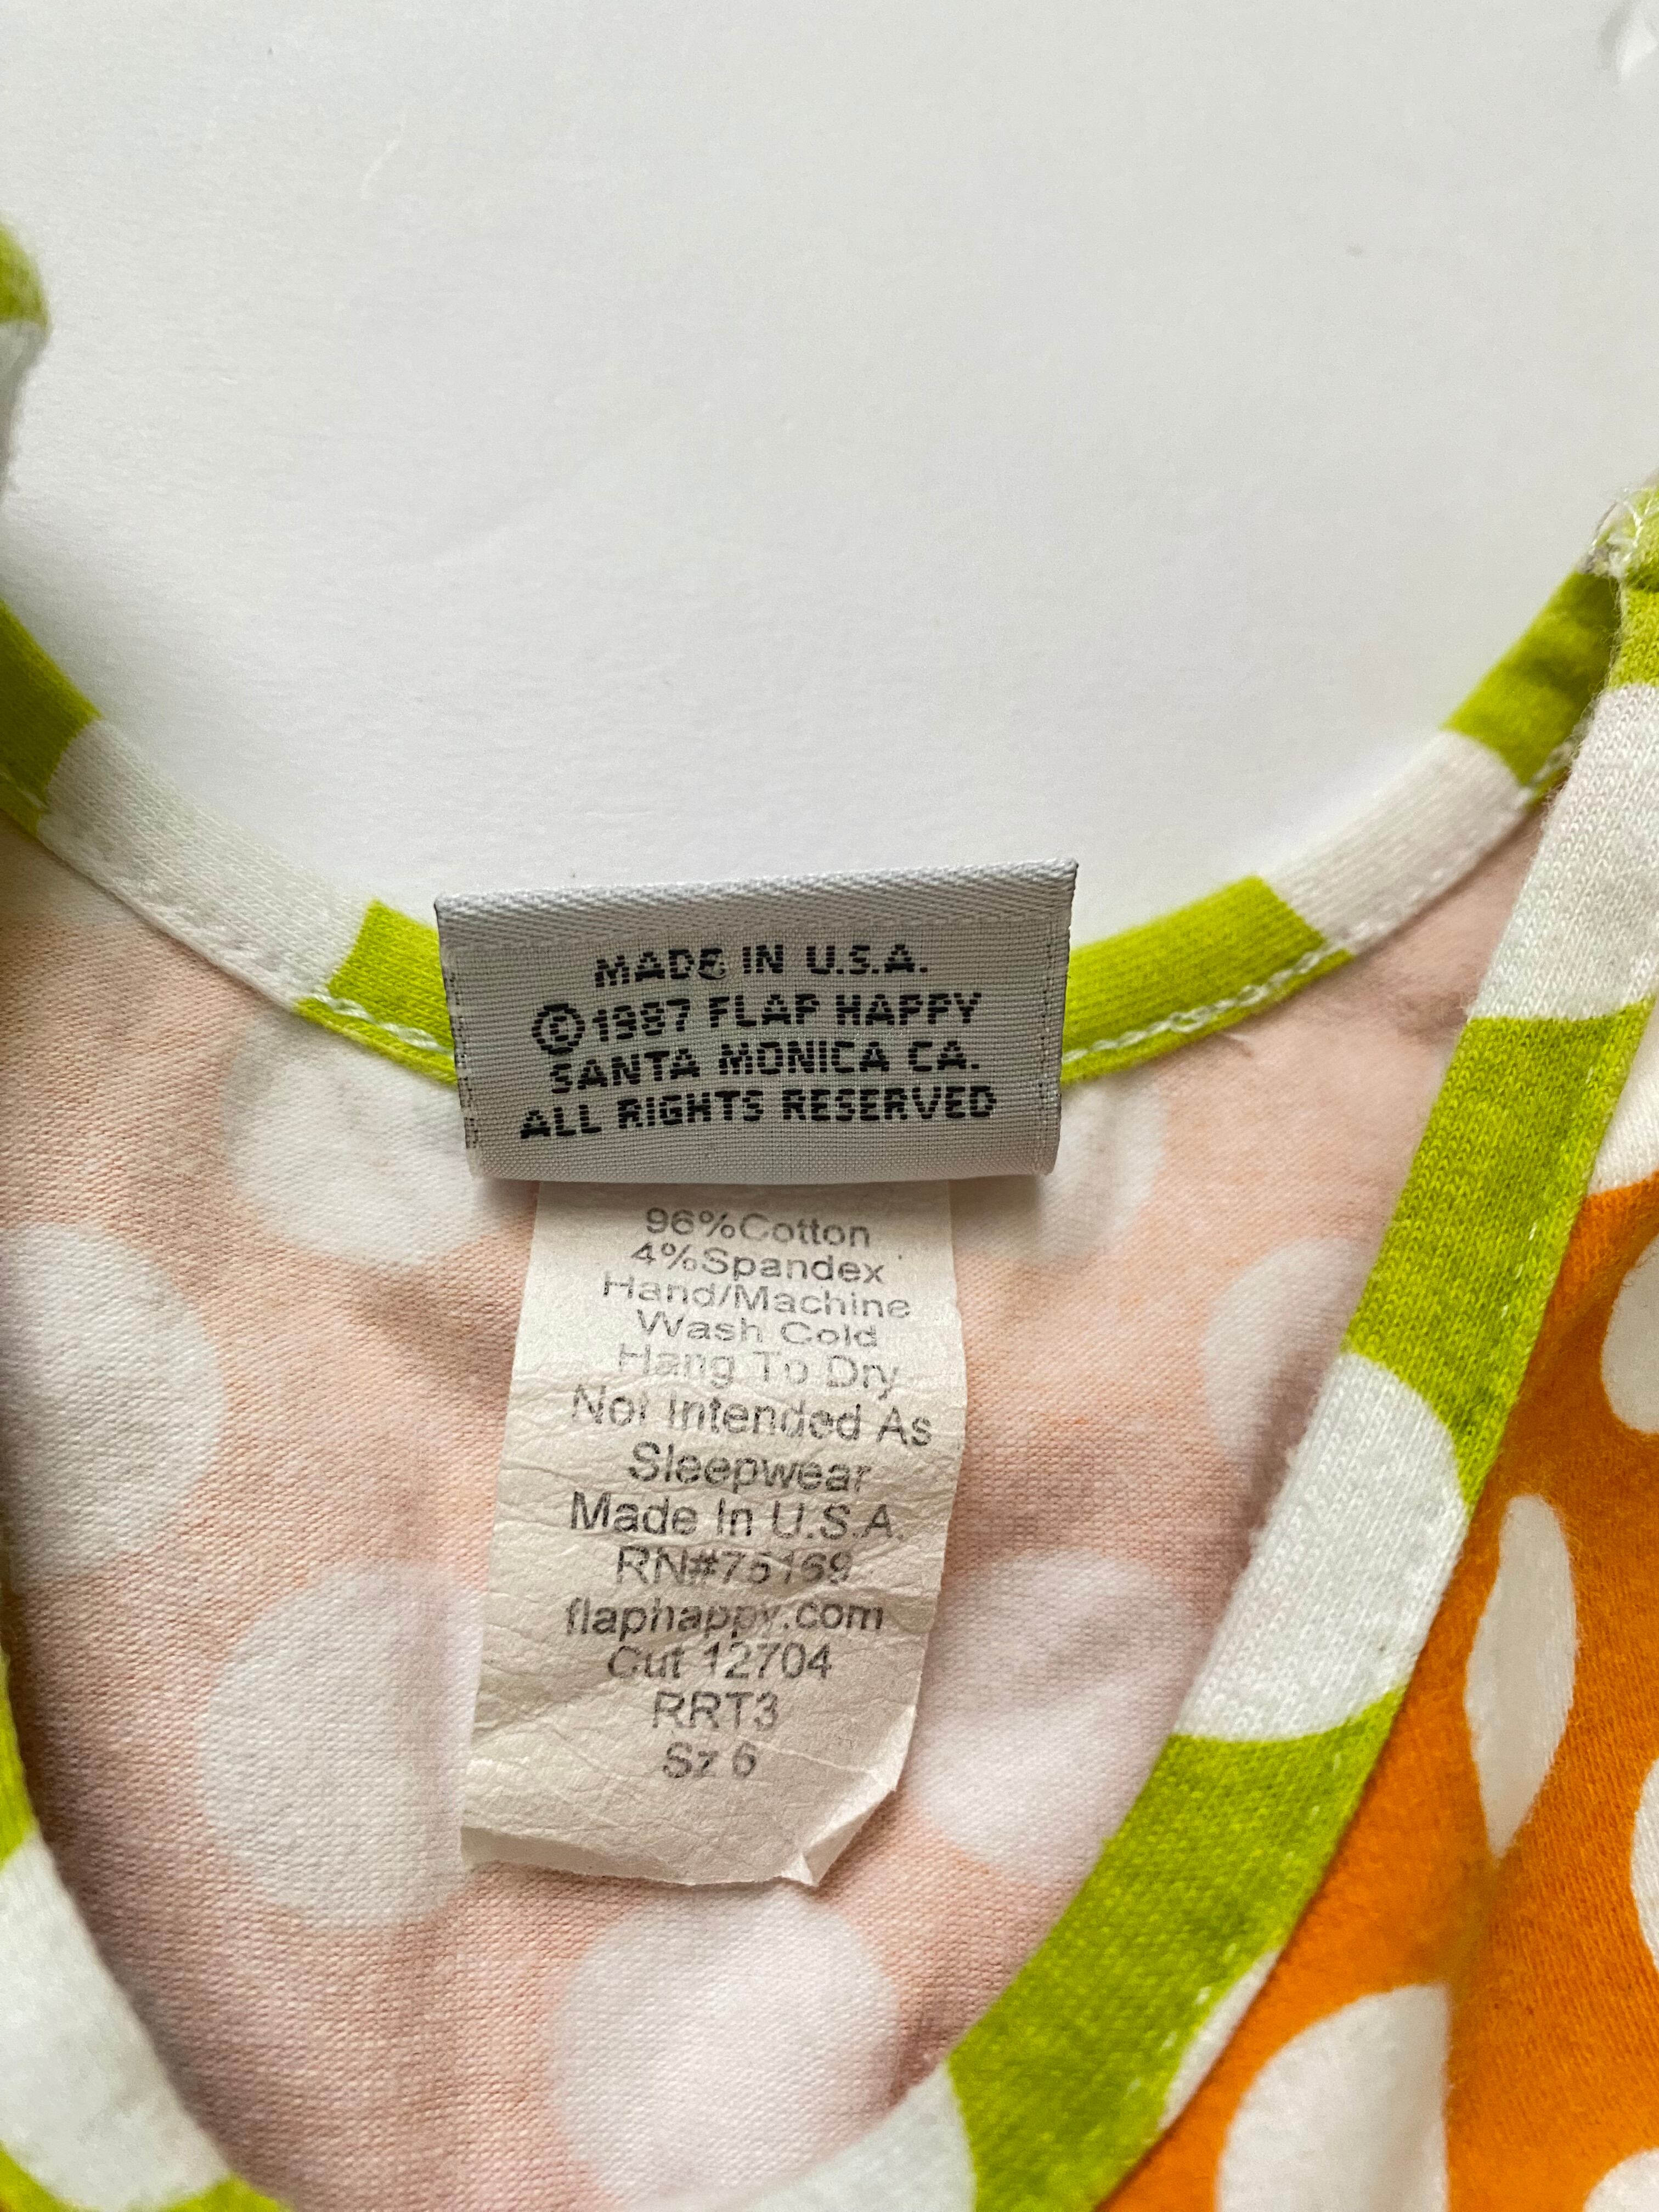 MADE IN U.S.A.
©1987 FLAP HAPPY
SANTA MONICA CA.
ALL RIGHTS RESERVED
96%Cotton
4%Spandex
Hand/Machine
Wash Cold
Hang To Dry
Not Intended As
Sleepwear
Made In U.S.A.
RN#75169
flaphappy.com
Cut 12704
RRT3
Sz 6